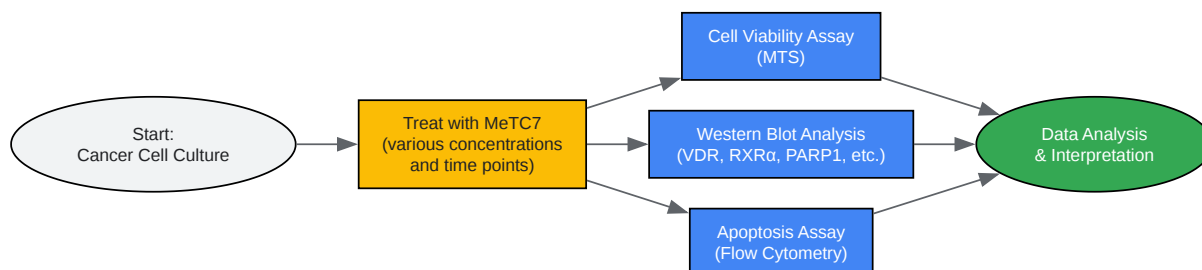 Start:
Cancer Cell Culture
Treat with MeTC7
(various concentrations
and time points)
Cell Viability Assay
(MTS)
Western Blot Analysis
(VDR, RXRα, PARP1, etc.)
Apoptosis Assay
(Flow Cytometry)
Data Analysis
& Interpretation